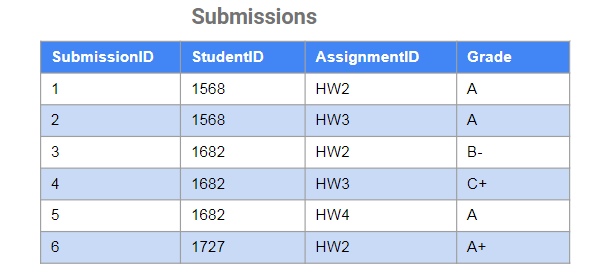 Submissions
SubmissionID StudentID AssignmentID Grade
1 1568 HW2 A
2 1568 HW3 A
3 1682 HW2 B-
4 1682 HW3 C+
5 1682 HW4 A
6 1727 HW2 A+